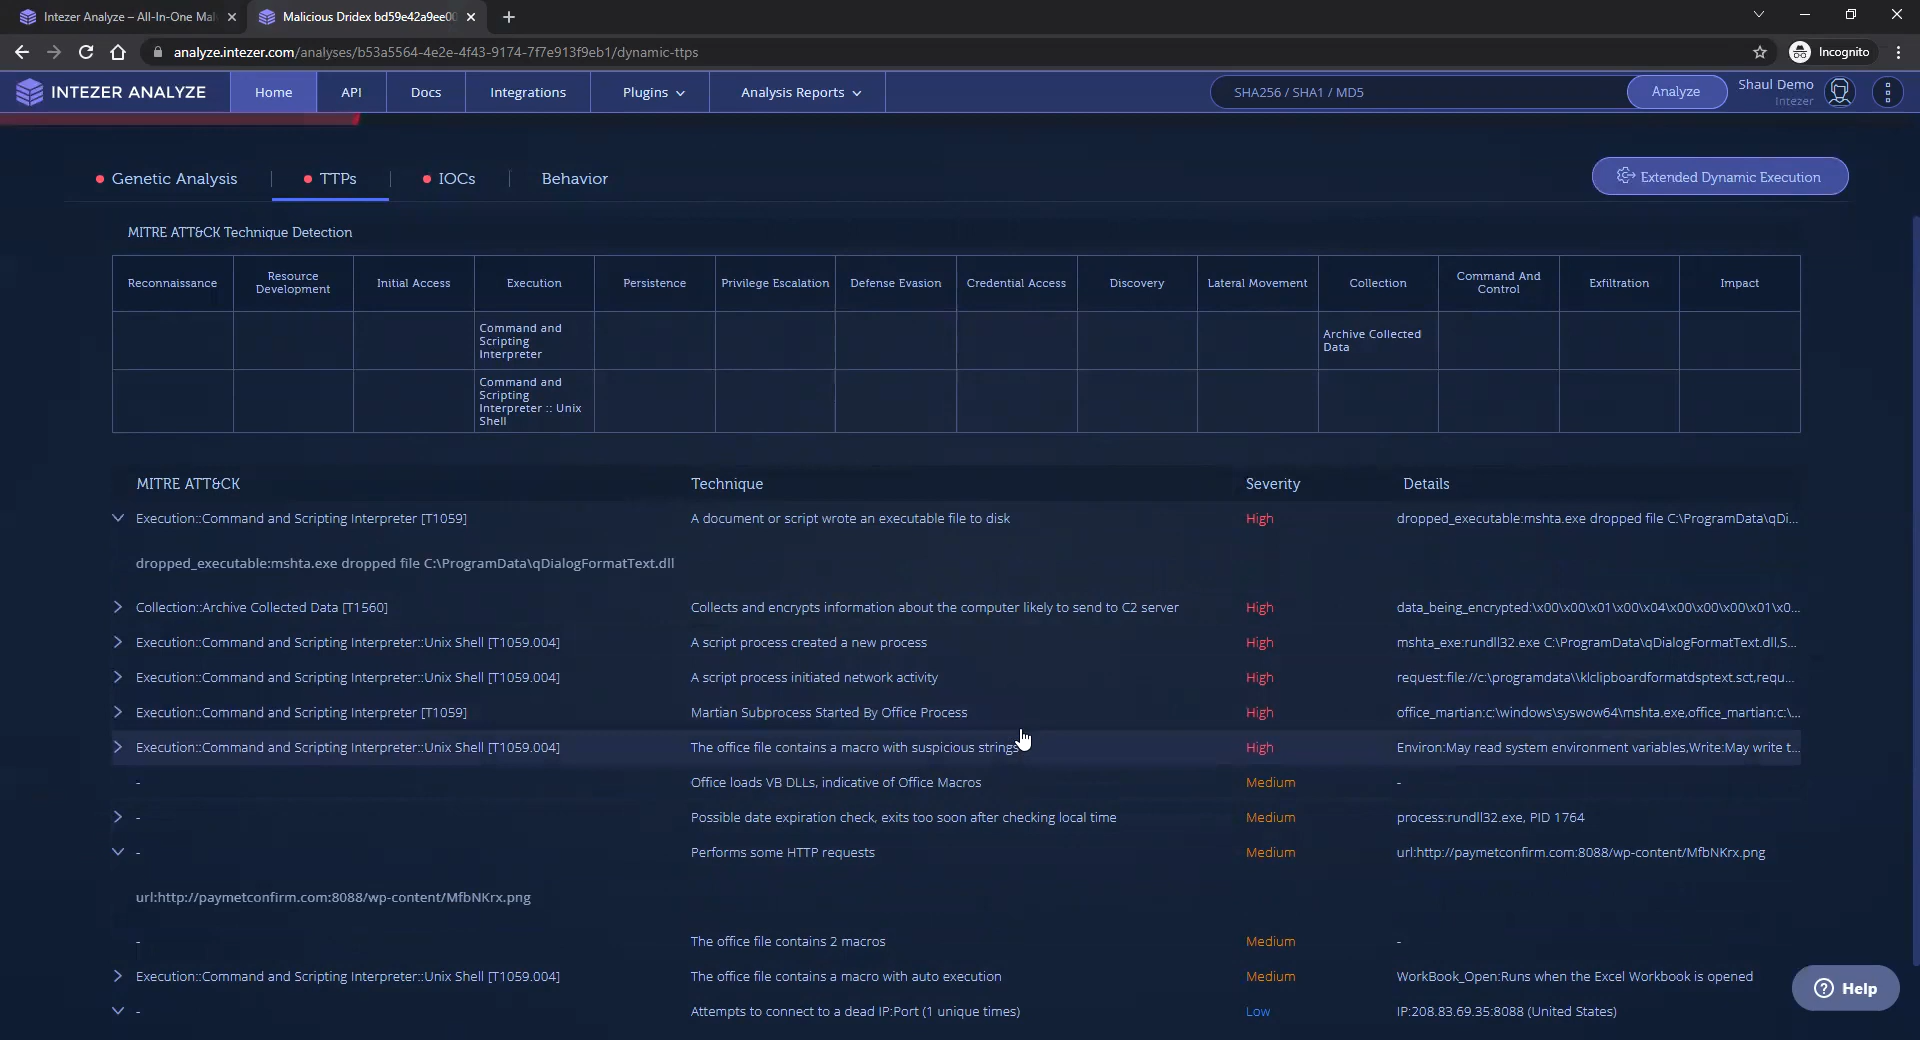 Intezer Analyze – All-In-One Mal
Malicious Dridex bd59e42a9ee00
analyze.intezer.com/analyses/b53a5564-4e2e-4f43-9174-7f7e913f9eb1/dynamic-ttps
Incognito
INTEZER ANALYZE
Home
API
Docs
Integrations
Plugins
Analysis Reports
SHA256 / SHA1 / MD5
Analyze
Shaul Demo
Intezer
Genetic Analysis
TTPs
IOCs
Behavior
Extended Dynamic Execution
MITRE ATT&CK Technique Detection
Reconnaissance
Resource
Development
Initial Access
Execution
Persistence
Privilege Escalation
Defense Evasion
Credential Access
Discovery
Lateral Movement
Collection
Command And
Control
Exfiltration
Impact
Command and
Scripting
Interpreter
Archive Collected
Data
Command and
Scripting
Interpreter :: Unix
Shell
MITRE ATT&CK Technique Severity Details
Execution::Command and Scripting Interpreter [T1059] A document or script wrote an executable file to disk High dropped_executable:mshta.exe dropped file C:\ProgramData\qDi...
dropped_executable:mshta.exe dropped file C:\ProgramData\qDialogFormatText.dll
Collection::Archive Collected Data [T1560] Collects and encrypts information about the computer likely to send to C2 server High data_being_encrypted:\x00\x00\x01\x00\x04\x00\x00\x00\x01\x0...
Execution::Command and Scripting Interpreter::Unix Shell [T1059.004] A script process created a new process High mshta_exe:rundll32.exe C:\ProgramData\qDialogFormatText.dll,S...
Execution::Command and Scripting Interpreter::Unix Shell [T1059.004] A script process initiated network activity High request:file://c:\programdata\\klclipboardformatdsptext.sct,requ...
Execution::Command and Scripting Interpreter [T1059] Martian Subprocess Started By Office Process High office_martian:c:\windows\syswow64\mshta.exe,office_martian:c:\...
Execution::Command and Scripting Interpreter::Unix Shell [T1059.004] The office file contains a macro with suspicious strings High Environ:May read system environment variables,Write:May write t...
- Office loads VB DLLs, indicative of Office Macros Medium -
- Possible date expiration check, exits too soon after checking local time Medium process:rundll32.exe, PID 1764
- Performs some HTTP requests Medium url:http://paymetconfirm.com:8088/wp-content/MfbNKrx.png
url:http://paymetconfirm.com:8088/wp-content/MfbNKrx.png
- The office file contains 2 macros Medium -
Execution::Command and Scripting Interpreter::Unix Shell [T1059.004] The office file contains a macro with auto execution Medium WorkBook_Open:Runs when the Excel Workbook is opened
- Attempts to connect to a dead IP:Port (1 unique times) Low IP:208.83.69.35:8088 (United States)
Help